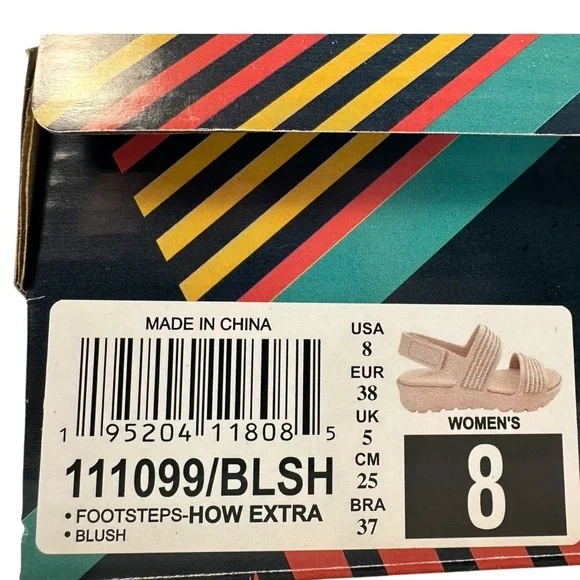 MADE IN CHINA
1 95204 11808 5
111099/BLSH
• FOOTSTEPS-HOW EXTRA
• BLUSH
USA
8
EUR
38
UK
5
CM
25
BRA
37
WOMEN'S
8